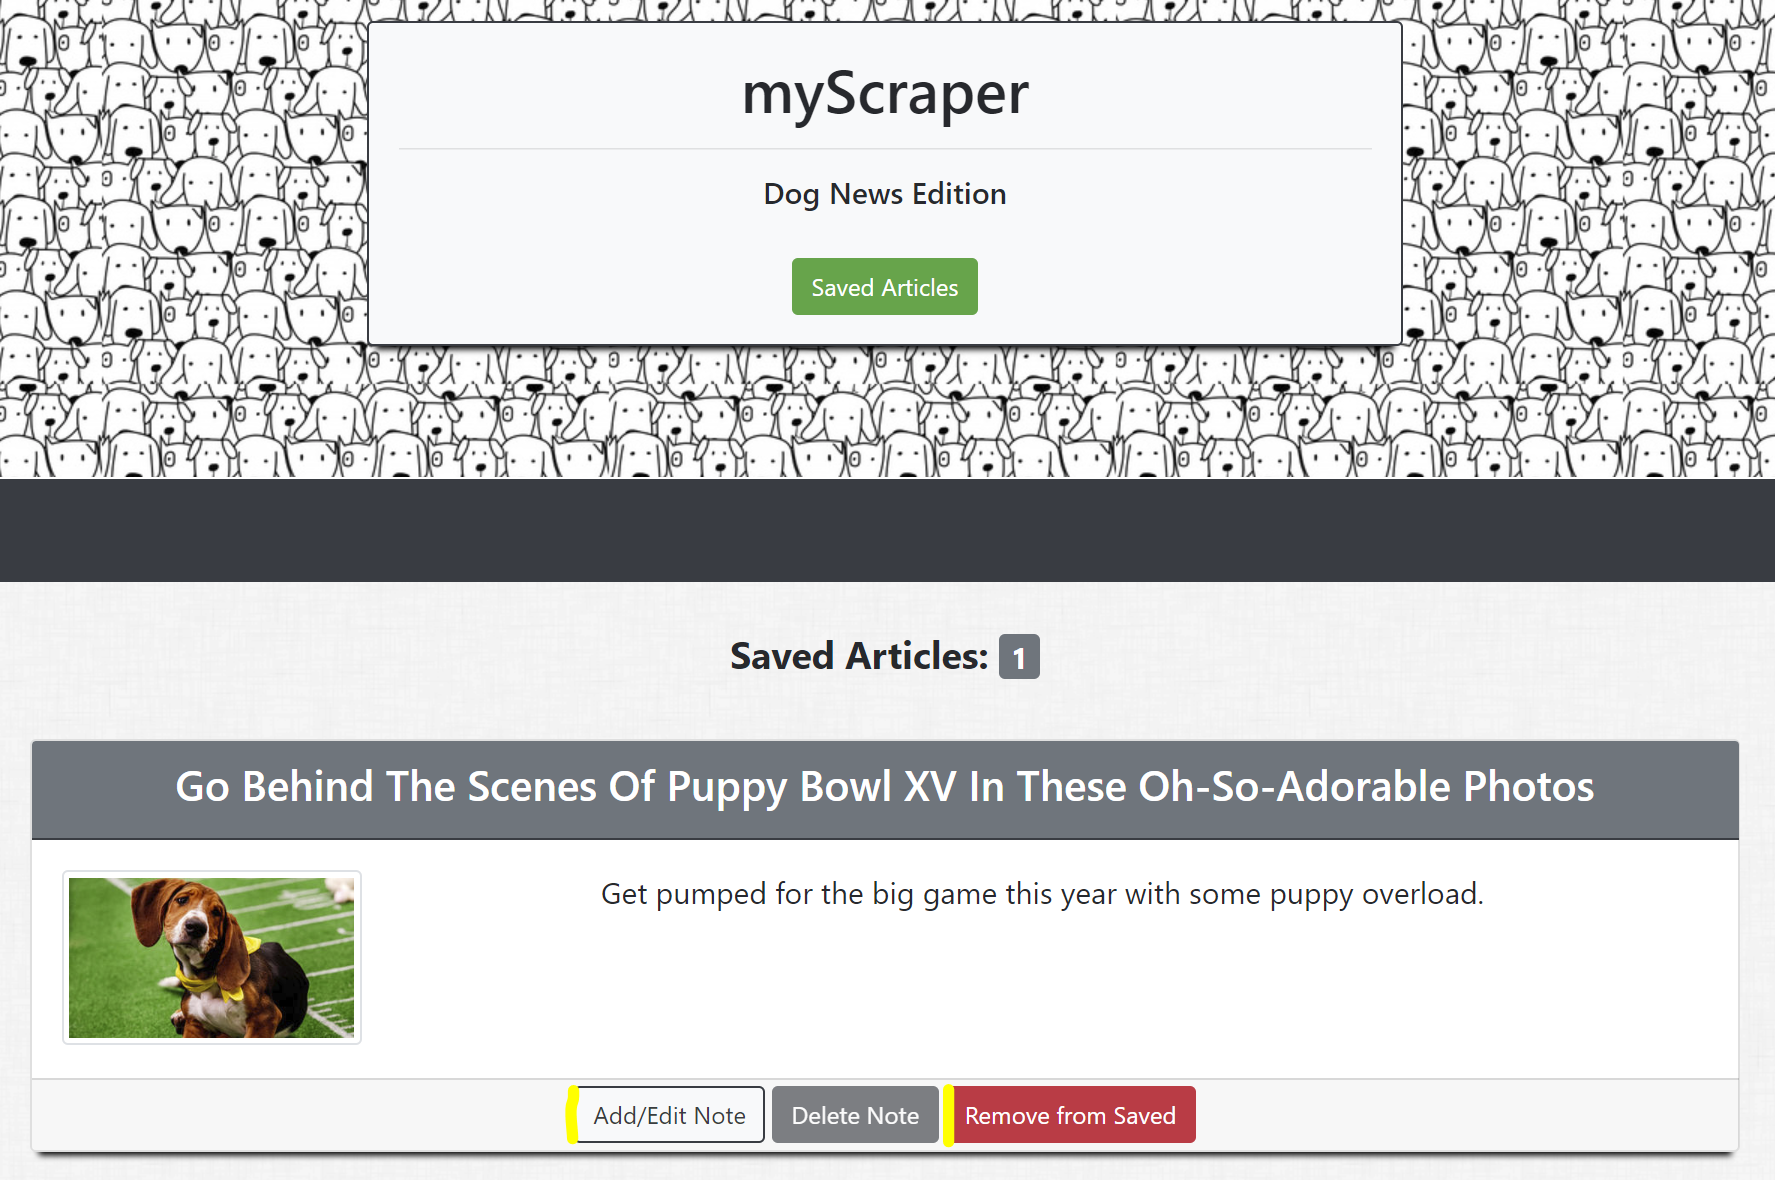 myScraper
Dog News Edition
Saved Articles
Saved Articles: 1
Go Behind The Scenes Of Puppy Bowl XV In These Oh-So-Adorable Photos
Get pumped for the big game this year with some puppy overload.
Add/Edit Note Delete Note Remove from Saved